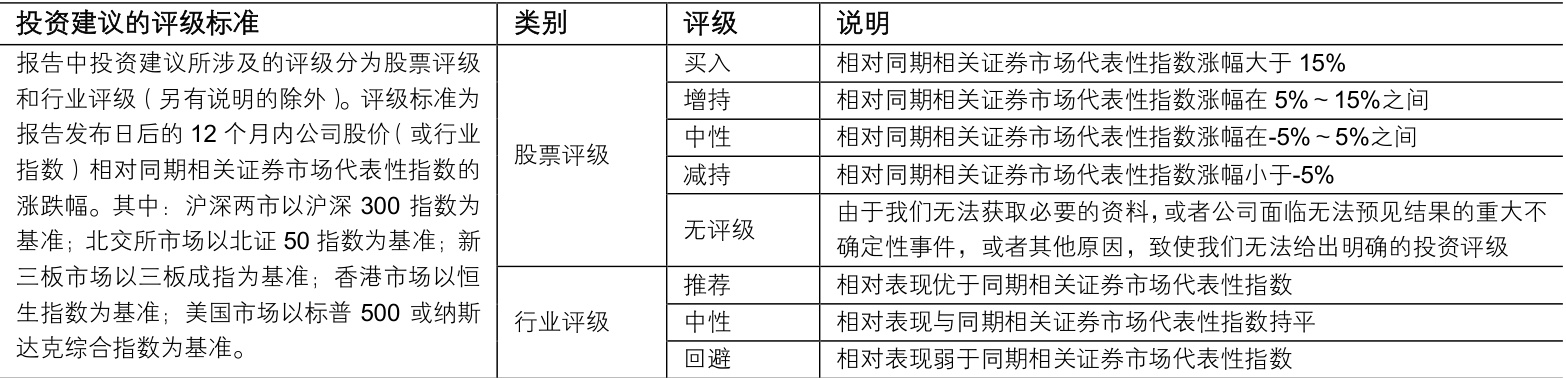 投资建议的评级标准 类别 评级 说明
报告中投资建议所涉及的评级分为股票评级
和行业评级（另有说明的除外）。评级标准为
报告发布日后的 12 个月内公司股价（或行业
指数）相对同期相关证券市场代表性指数的
涨跌幅。其中：沪深两市以沪深 300 指数为
基准；北交所市场以北证 50 指数为基准；新
三板市场以三板成指为基准；香港市场以恒
生指数为基准；美国市场以标普 500 或纳斯
达克综合指数为基准。
股票评级
买入 相对同期相关证券市场代表性指数涨幅大于 15%
增持 相对同期相关证券市场代表性指数涨幅在 5%～15%之间
中性 相对同期相关证券市场代表性指数涨幅在-5%～5%之间
减持 相对同期相关证券市场代表性指数涨幅小于-5%
无评级 由于我们无法获取必要的资料，或者公司面临无法预见结果的重大不
确定性事件，或者其他原因，致使我们无法给出明确的投资评级
行业评级
推荐 相对表现优于同期相关证券市场代表性指数
中性 相对表现与同期相关证券市场代表性指数持平
回避 相对表现弱于同期相关证券市场代表性指数